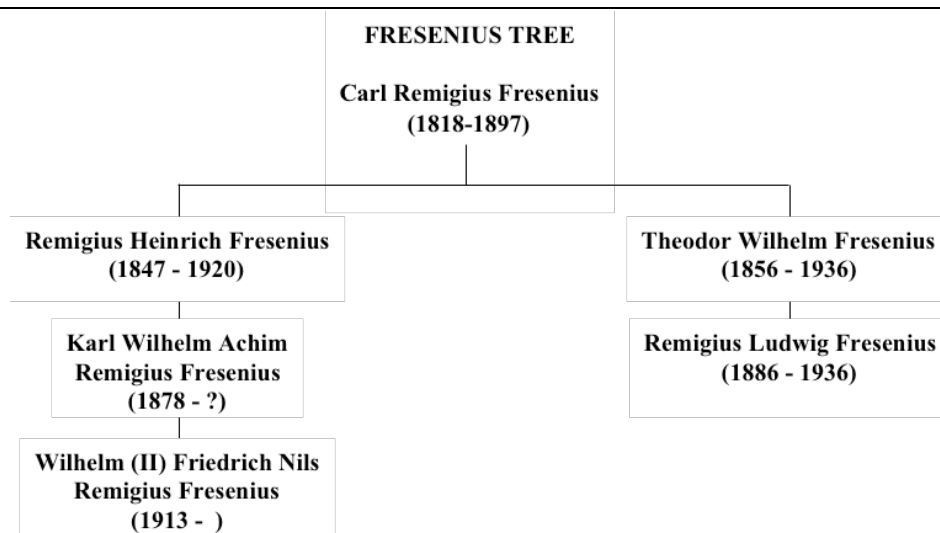 FRESENIUS TREE
Carl Remigius Fresenius
(1818-1897)
Remigius Heinrich Fresenius
(1847 - 1920)
Theodor Wilhelm Fresenius
(1856 - 1936)
Karl Wilhelm Achim
Remigius Fresenius
(1878 - ?)
Remigius Ludwig Fresenius
(1886 - 1936)
Wilhelm (II) Friedrich Nils
Remigius Fresenius
(1913 - )